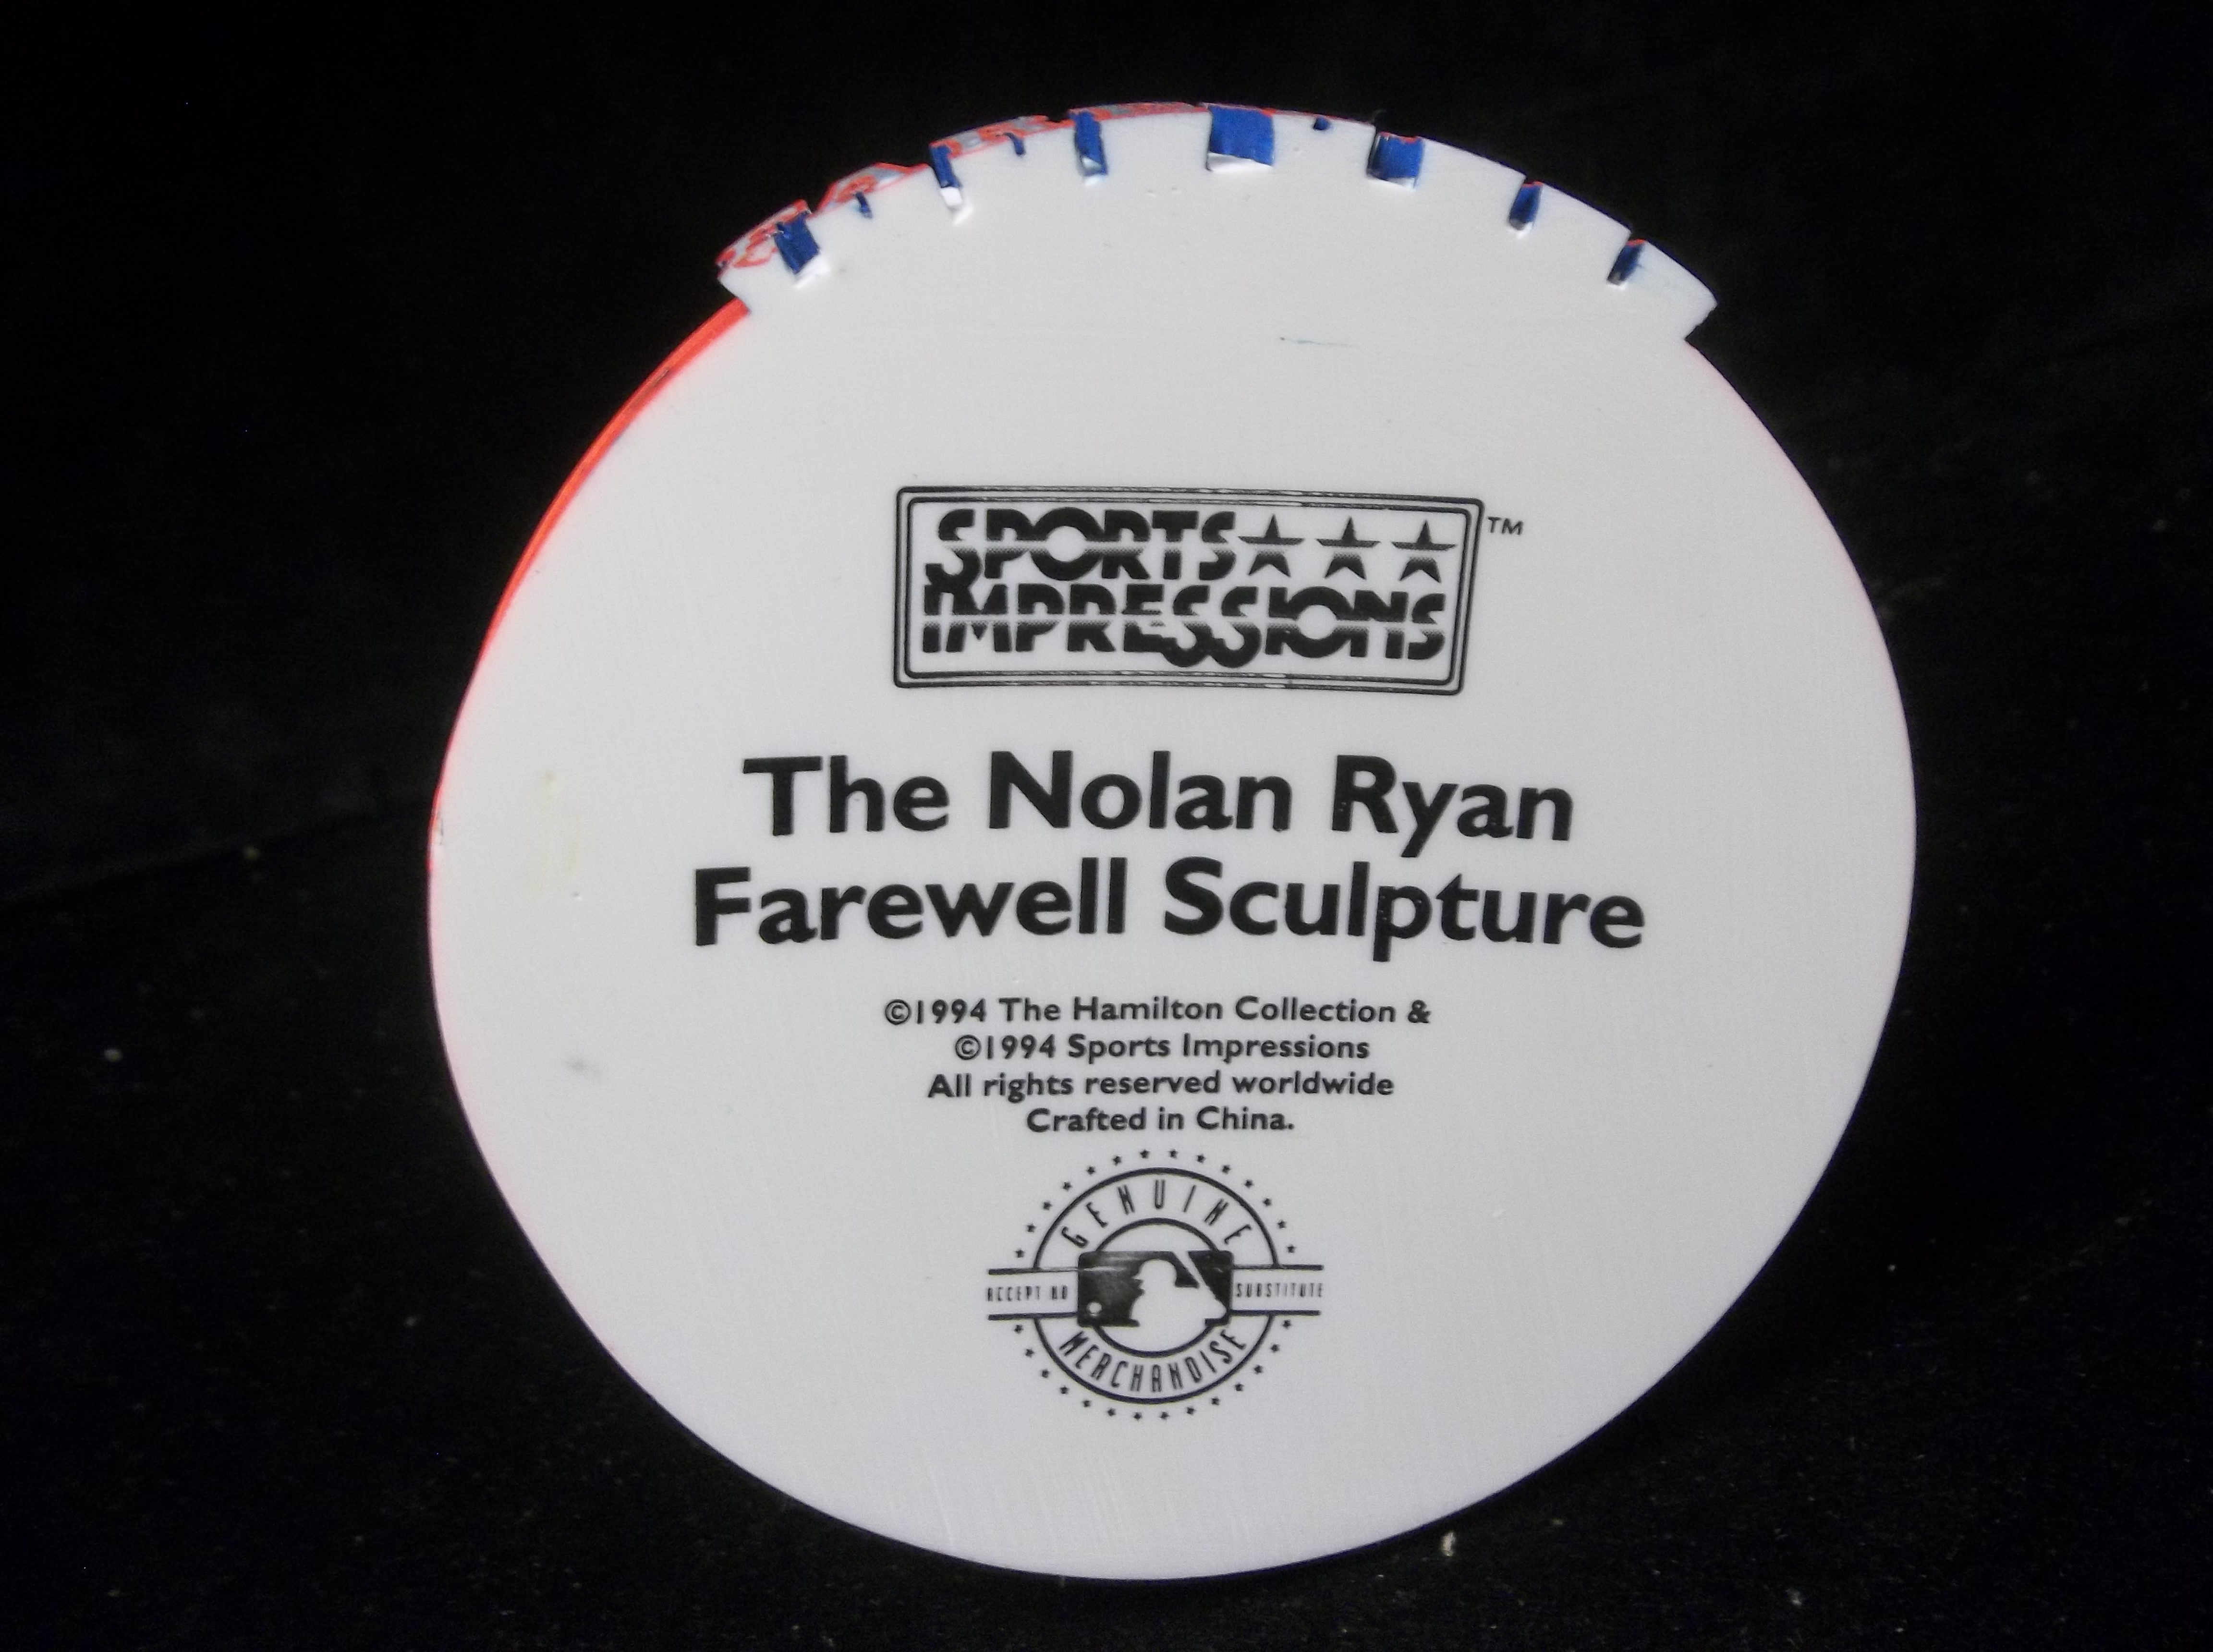 SPORTS
IMPRESSIONS
TM
The Nolan Ryan
Farewell Sculpture
©1994 The Hamilton Collection &
©1994 Sports Impressions
All rights reserved worldwide
Crafted in China.
GENUINE
ACCEPT NO SUBSTITUTE
MERCHANDISE